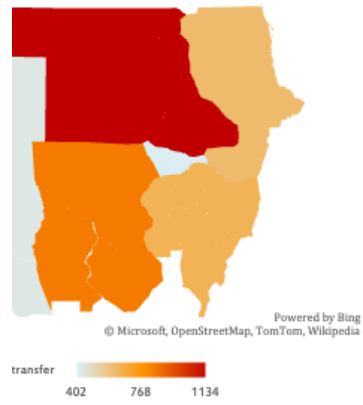 Powered by Bing
© Microsoft, OpenStreetMap, TomTom, Wikipedia
transfer
402 768 1134